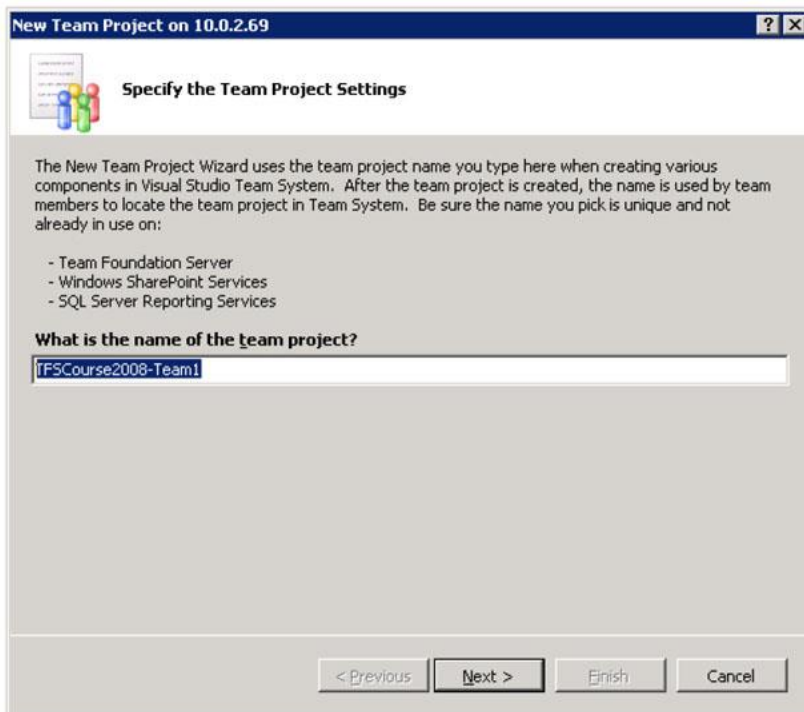 New Team Project on 10.0.2.69
Specify the Team Project Settings
The New Team Project Wizard uses the team project name you type here when creating various
components in Visual Studio Team System. After the team project is created, the name is used by team
members to locate the team project in Team System. Be sure the name you pick is unique and not
already in use on:
- Team Foundation Server
- Windows SharePoint Services
- SQL Server Reporting Services
What is the name of the team project?
TFSCourse2008-Team1
< Previous Next > Finish Cancel